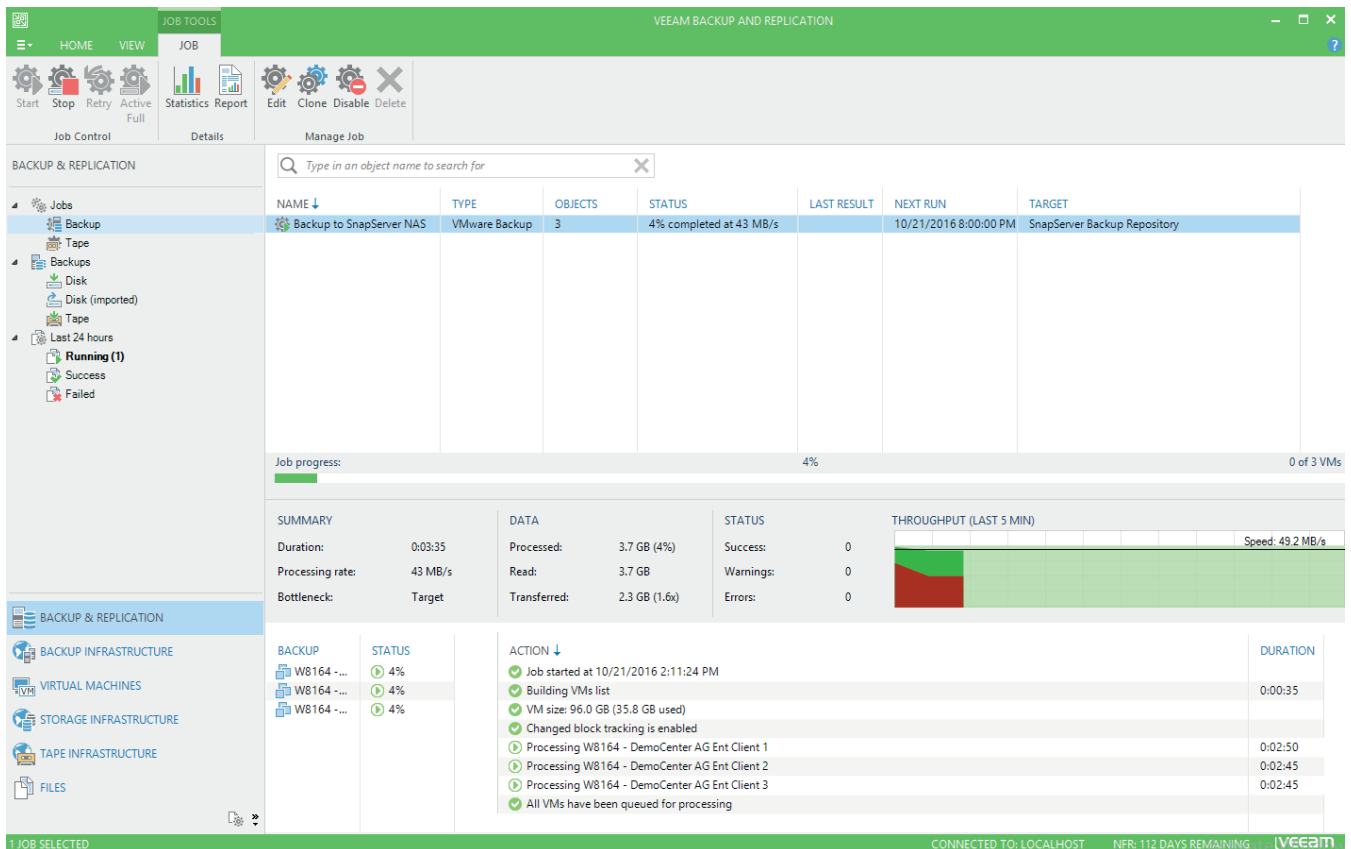 JOB TOOLS
VEEAM BACKUP AND REPLICATION
HOME VIEW JOB
Start Stop Retry Active Full Statistics Report Edit Clone Disable Delete
Job Control Details Manage Job
BACKUP & REPLICATION
Type in an object name to search for
Jobs
Backup
Tape
Backups
Disk
Disk (imported)
Tape
Last 24 hours
Running (1)
Success
Failed
NAME TYPE OBJECTS STATUS LAST RESULT NEXT RUN TARGET
Backup to SnapServer NAS VMware Backup 3 4% completed at 43 MB/s 10/21/2016 8:00:00 PM SnapServer Backup Repository
Job progress: 4% 0 of 3 VMs
SUMMARY
Duration: 0:03:35
Processing rate: 43 MB/s
Bottleneck: Target
DATA
Processed: 3.7 GB (4%)
Read: 3.7 GB
Transferred: 2.3 GB (1.6x)
STATUS
Success: 0
Warnings: 0
Errors: 0
THROUGHPUT (LAST 5 MIN)
Speed: 49.2 MB/s
BACKUP & REPLICATION
BACKUP INFRASTRUCTURE
VIRTUAL MACHINES
STORAGE INFRASTRUCTURE
TAPE INFRASTRUCTURE
FILES
BACKUP STATUS
W8164 -... 4%
W8164 -... 4%
W8164 -... 4%
ACTION DURATION
Job started at 10/21/2016 2:11:24 PM
Building VMs list 0:00:35
VM size: 96.0 GB (35.8 GB used)
Changed block tracking is enabled
Processing W8164 - DemoCenter AG Ent Client 1 0:02:50
Processing W8164 - DemoCenter AG Ent Client 2 0:02:45
Processing W8164 - DemoCenter AG Ent Client 3 0:02:45
All VMs have been queued for processing
1 JOB SELECTED CONNECTED TO: LOCALHOST NFR: 112 DAYS REMAINING VEEAM